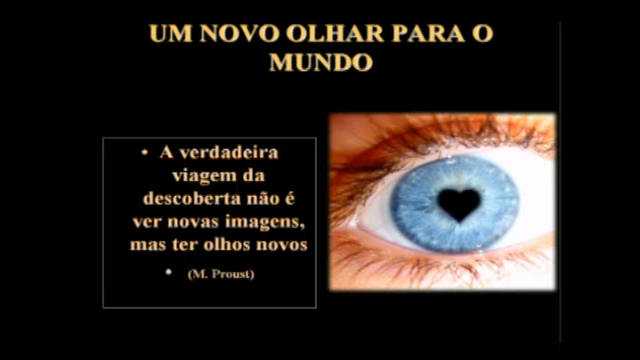 UM NOVO OLHAR PARA O
MUNDO
• A verdadeira
viagem da
descoberta não é
ver novas imagens,
mas ter olhos novos
• (M. Proust)